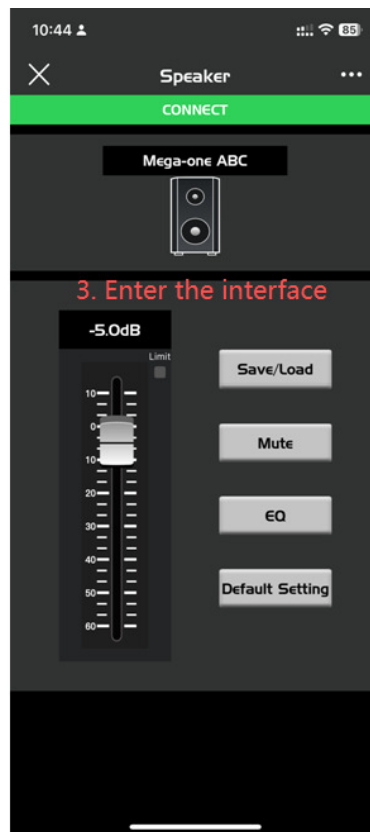 10:44
85
Speaker
CONNECT
Mega-one ABC
3. Enter the interface
-5.0dB
Limit
10
0
10
20
30
40
50
60
Save/Load
Mute
EQ
Default Setting